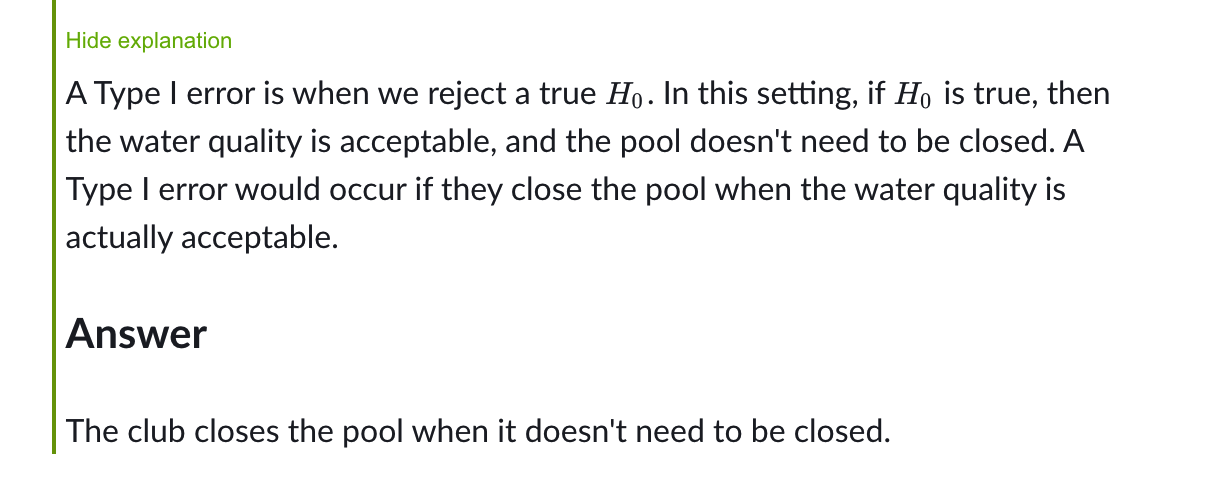 Hide explanation
A Type I error is when we reject a true H₀. In this setting, if H₀ is true, then
the water quality is acceptable, and the pool doesn't need to be closed. A
Type I error would occur if they close the pool when the water quality is
actually acceptable.
Answer
The club closes the pool when it doesn't need to be closed.